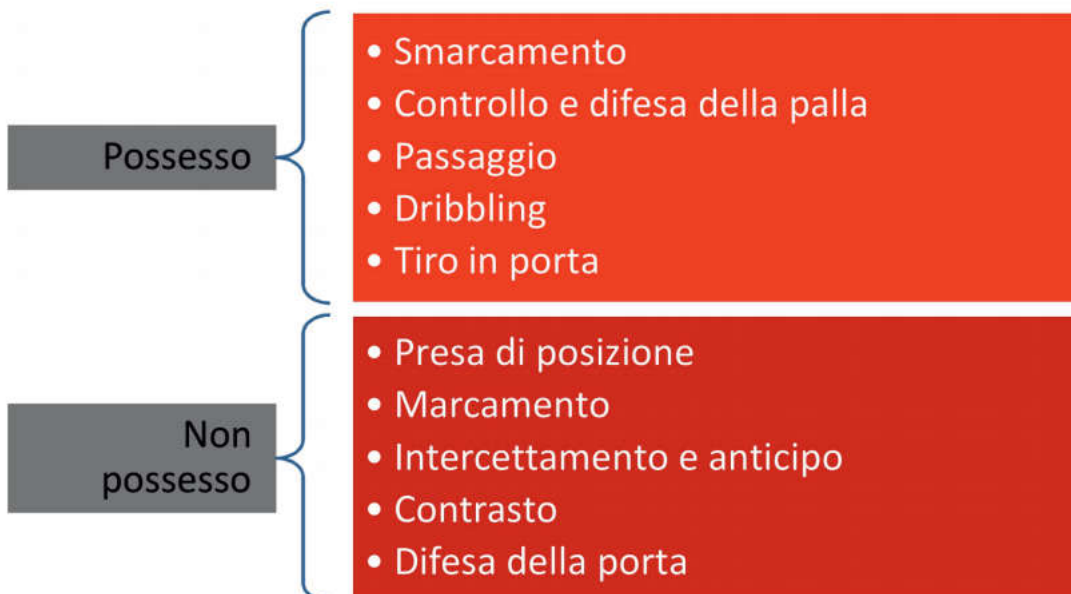 Possesso
• Smarcamento
• Controllo e difesa della palla
• Passaggio
• Dribbling
• Tiro in porta
Non
possesso
• Presa di posizione
• Marcamento
• Intercettamento e anticipo
• Contrasto
• Difesa della porta